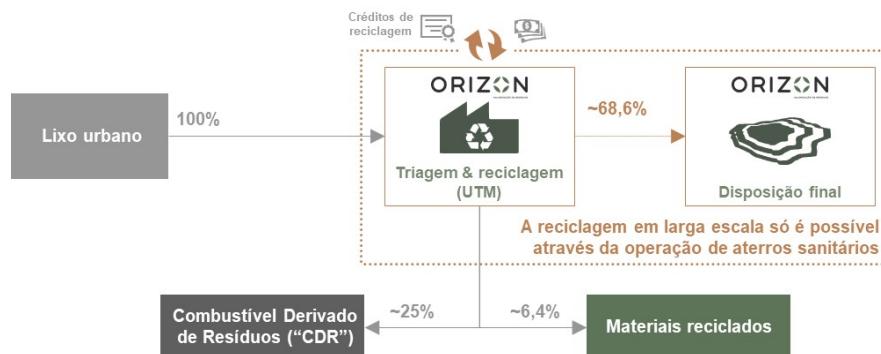 Créditos de
reciclagem
ORIZON
ORIZON
~68,6%
100%
Lixo urbano
Triagem & reciclagem
(UTM)
Disposição final
A reciclagem em larga escala só é possível
através da operação de aterros sanitários
Combustível Derivado
de Resíduos (“CDR”)
~25%
~6,4%
Materiais reciclados